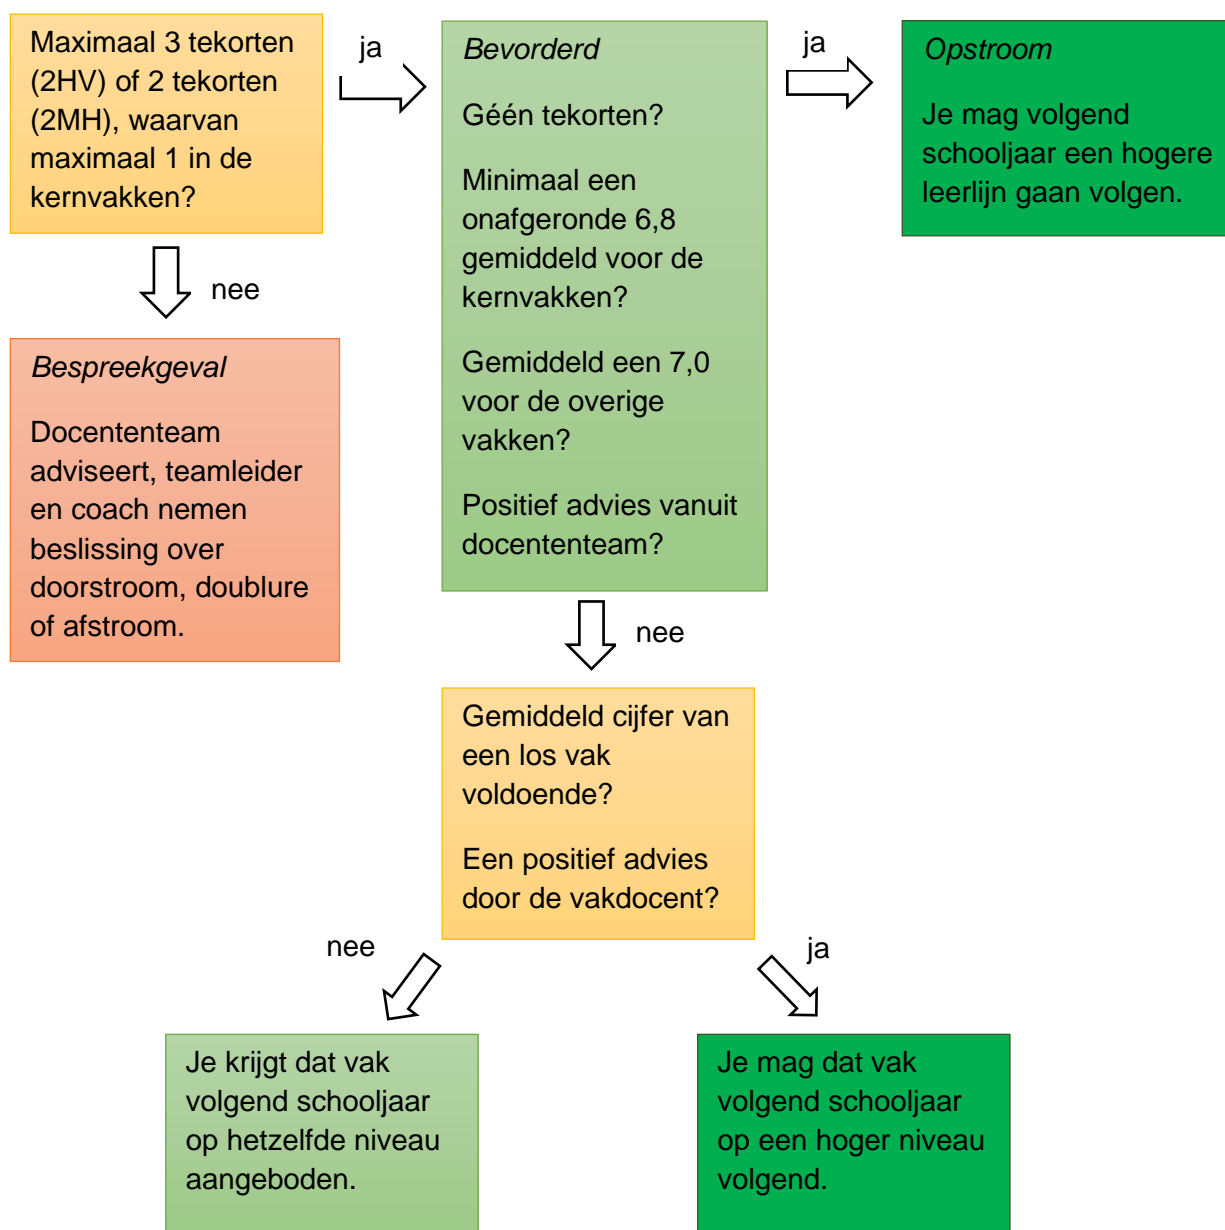 Maximaal 3 tekorten
(2HV) of 2 tekorten
(2MH), waarvan
maximaal 1 in de
kernvakken?
ja
Bevorderd
Géén tekorten?
Minimaal een
onafgeronde 6,8
gemiddeld voor de
kernvakken?
Gemiddeld een 7,0
voor de overige
vakken?
Positief advies vanuit
docententeam?
ja
Opstroom
Je mag volgend
schooljaar een hogere
leerlijn gaan volgen.
nee
Bespreekgeval
Docententeam
adviseert, teamleider
en coach nemen
beslissing over
doorstroom, doublure
of afstroom.
nee
Gemiddeld cijfer van
een los vak
voldoende?
Een positief advies
door de vakdocent?
nee
ja
Je krijgt dat vak
volgend schooljaar
op hetzelfde niveau
aangeboden.
Je mag dat vak
volgend schooljaar
op een hoger niveau
volgend.